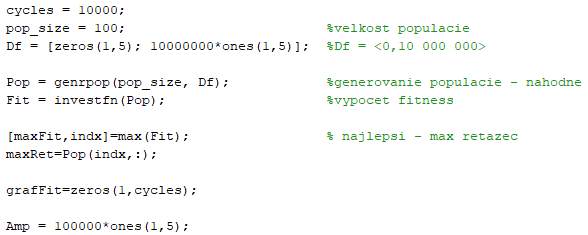 cycles = 10000;
pop_size = 100; %velkost populacie
Df = [zeros(1,5); 10000000*ones(1,5)]; %Df = <0,10 000 000>
Pop = genrpop(pop_size, Df); %generovanie populacie - nahodne
Fit = investfn(Pop); %vypocet fitness
[maxFit,indx]=max(Fit); % najlepsi - max retazec
maxRet=Pop(indx,:);
grafFit=zeros(1,cycles);
Amp = 100000*ones(1,5);